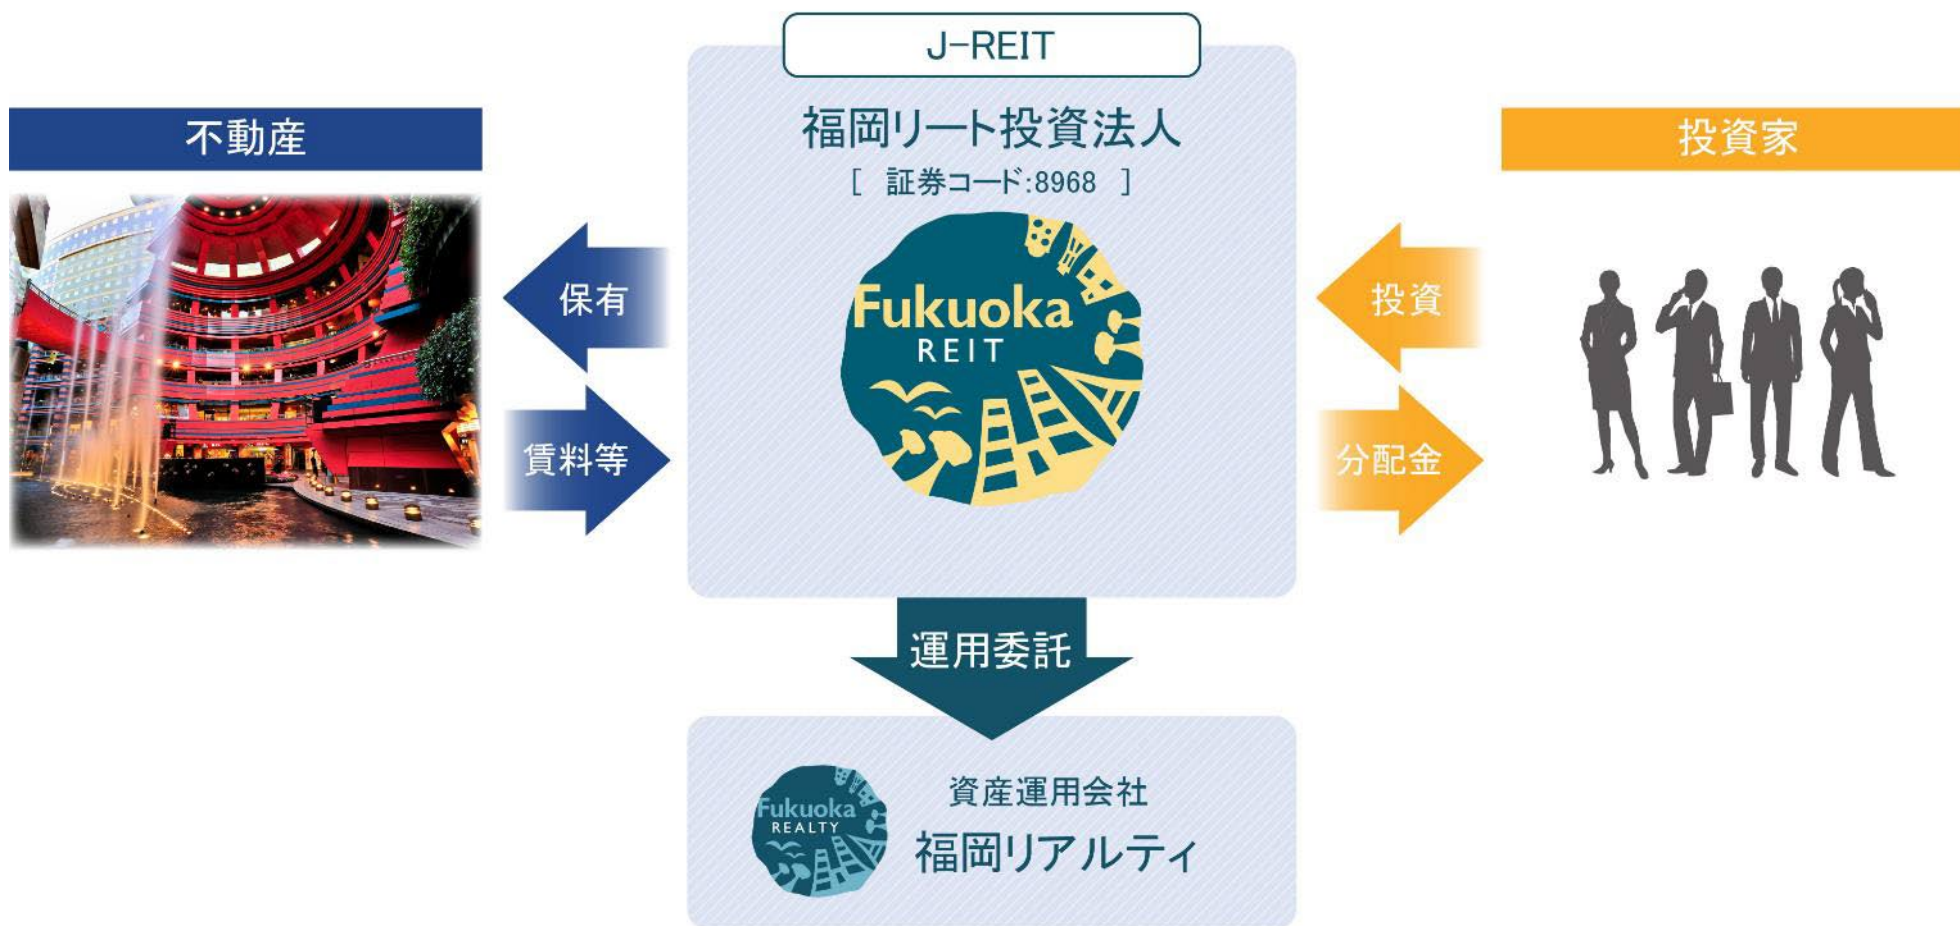 J-REIT
不動産
福岡リート投資法人
[ 証券コード:8968 ]
投資家
保有
賃料等
Fukuoka
REIT
投資
分配金
運用委託
Fukuoka
REALTY
資産運用会社
福岡リアルティ